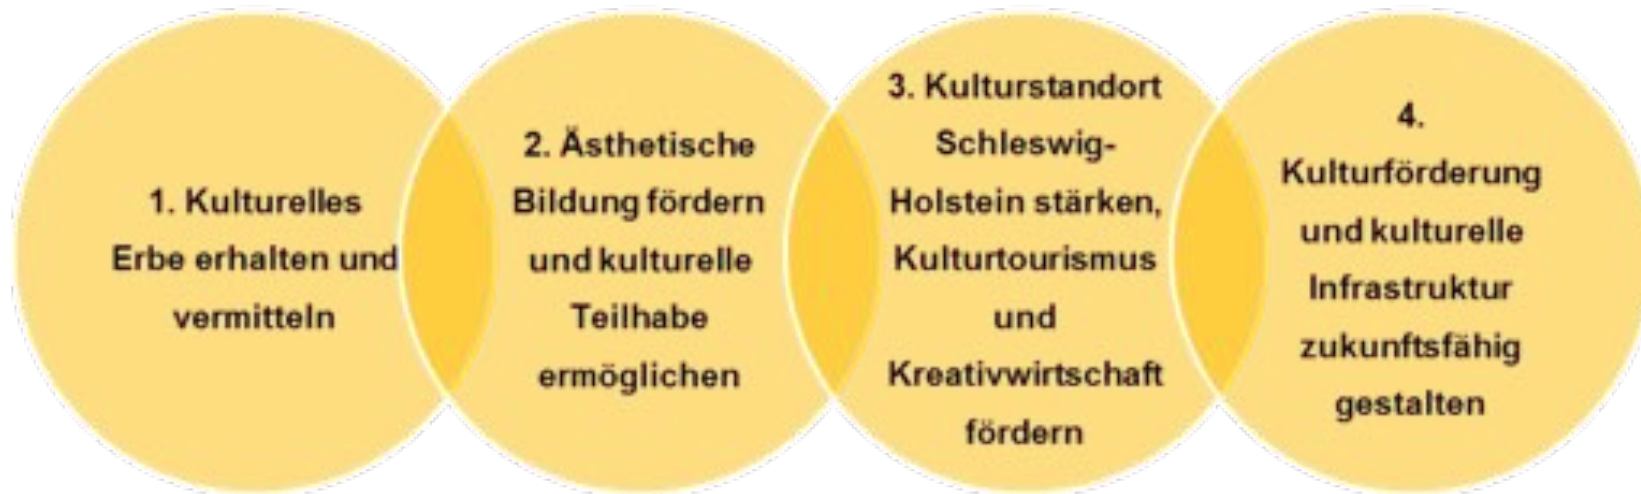 1. Kulturelles
Erbe erhalten und
vermitteln
2. Ästhetische
Bildung fördern
und kulturelle
Teilhabe
ermöglichen
3. Kulturstandort
Schleswig-
Holstein stärken,
Kulturtourismus
und
Kreativwirtschaft
fördern
4.
Kulturförderung
und kulturelle
Infrastruktur
zukunftsfähig
gestalten